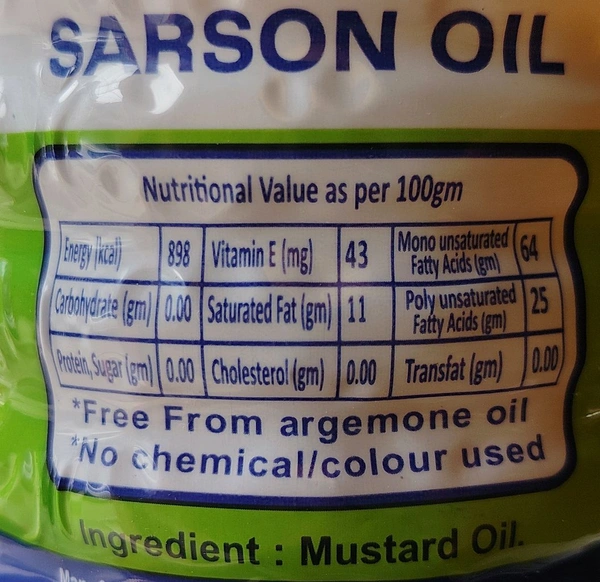 SARSON OIL
Nutritional Value as per 100gm
Energy (kcal) 898 Vitamin E (mg) 43 Mono unsaturated Fatty Acids (gm) 64
Carbohydrate (gm) 0.00 Saturated Fat (gm) 11 Poly unsaturated Fatty Acids (gm) 25
Protein, Sugar (gm) 0.00 Cholesterol (gm) 0.00 Transfat (gm) 0.00
*Free From argemone oil
*No chemical/colour used
Ingredient : Mustard Oil.